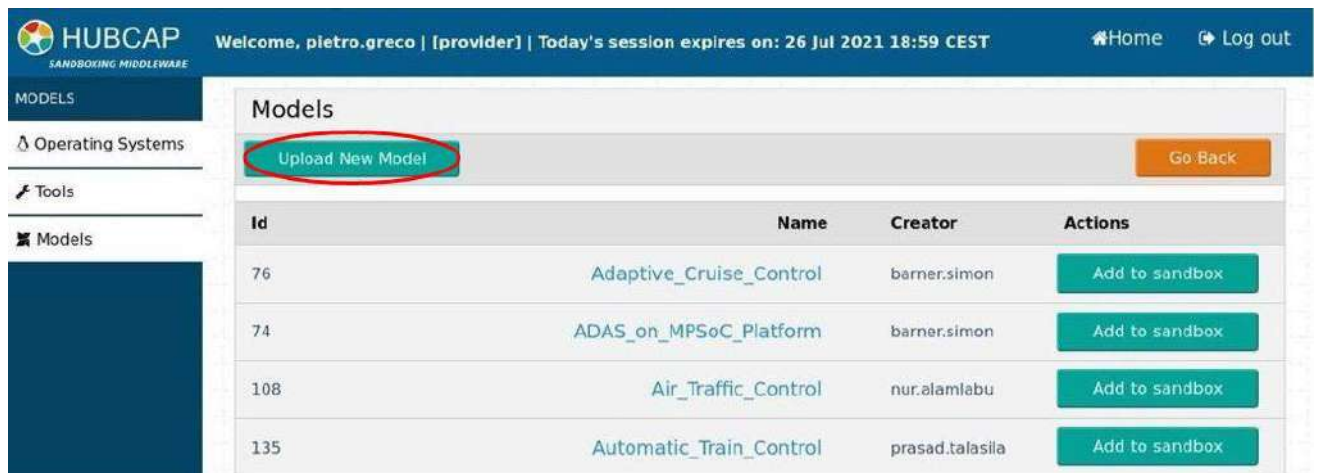 HUBCAP
SANDBOXING MIDDLEWARE
Welcome, pietro.greco | [provider] | Today's session expires on: 26 Jul 2021 18:59 CEST
Home Log out
MODELS
Operating Systems
Tools
Models
Models
Upload New Model Go Back
Id Name Creator Actions
76 Adaptive_Cruise_Control barner.simon Add to sandbox
74 ADAS_on_MPSoC_Platform barner.simon Add to sandbox
108 Air_Traffic_Control nur.alamlabu Add to sandbox
135 Automatic_Train_Control prasad.talasila Add to sandbox